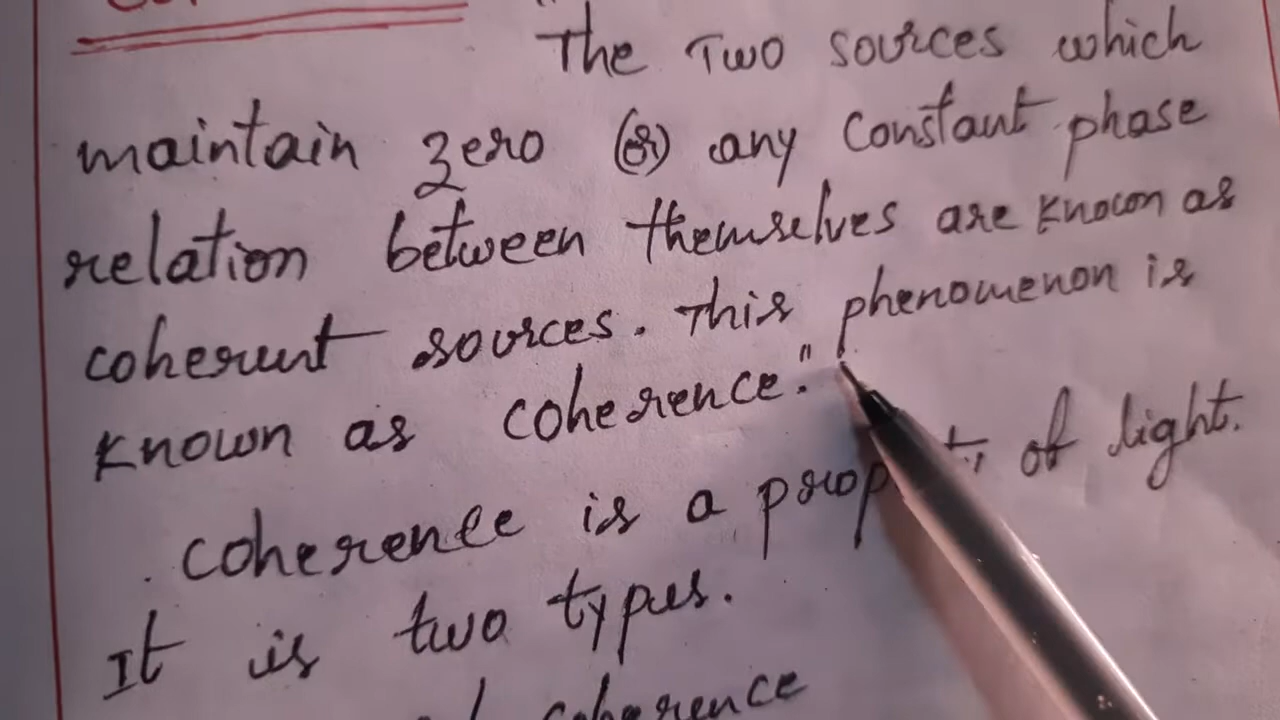 "The Two sources which
maintain zero (or) any constant phase
relation between themselves are known as
coherent sources. This phenomenon is
known as coherence."
coherence is a of light.
It is two types.
coherence